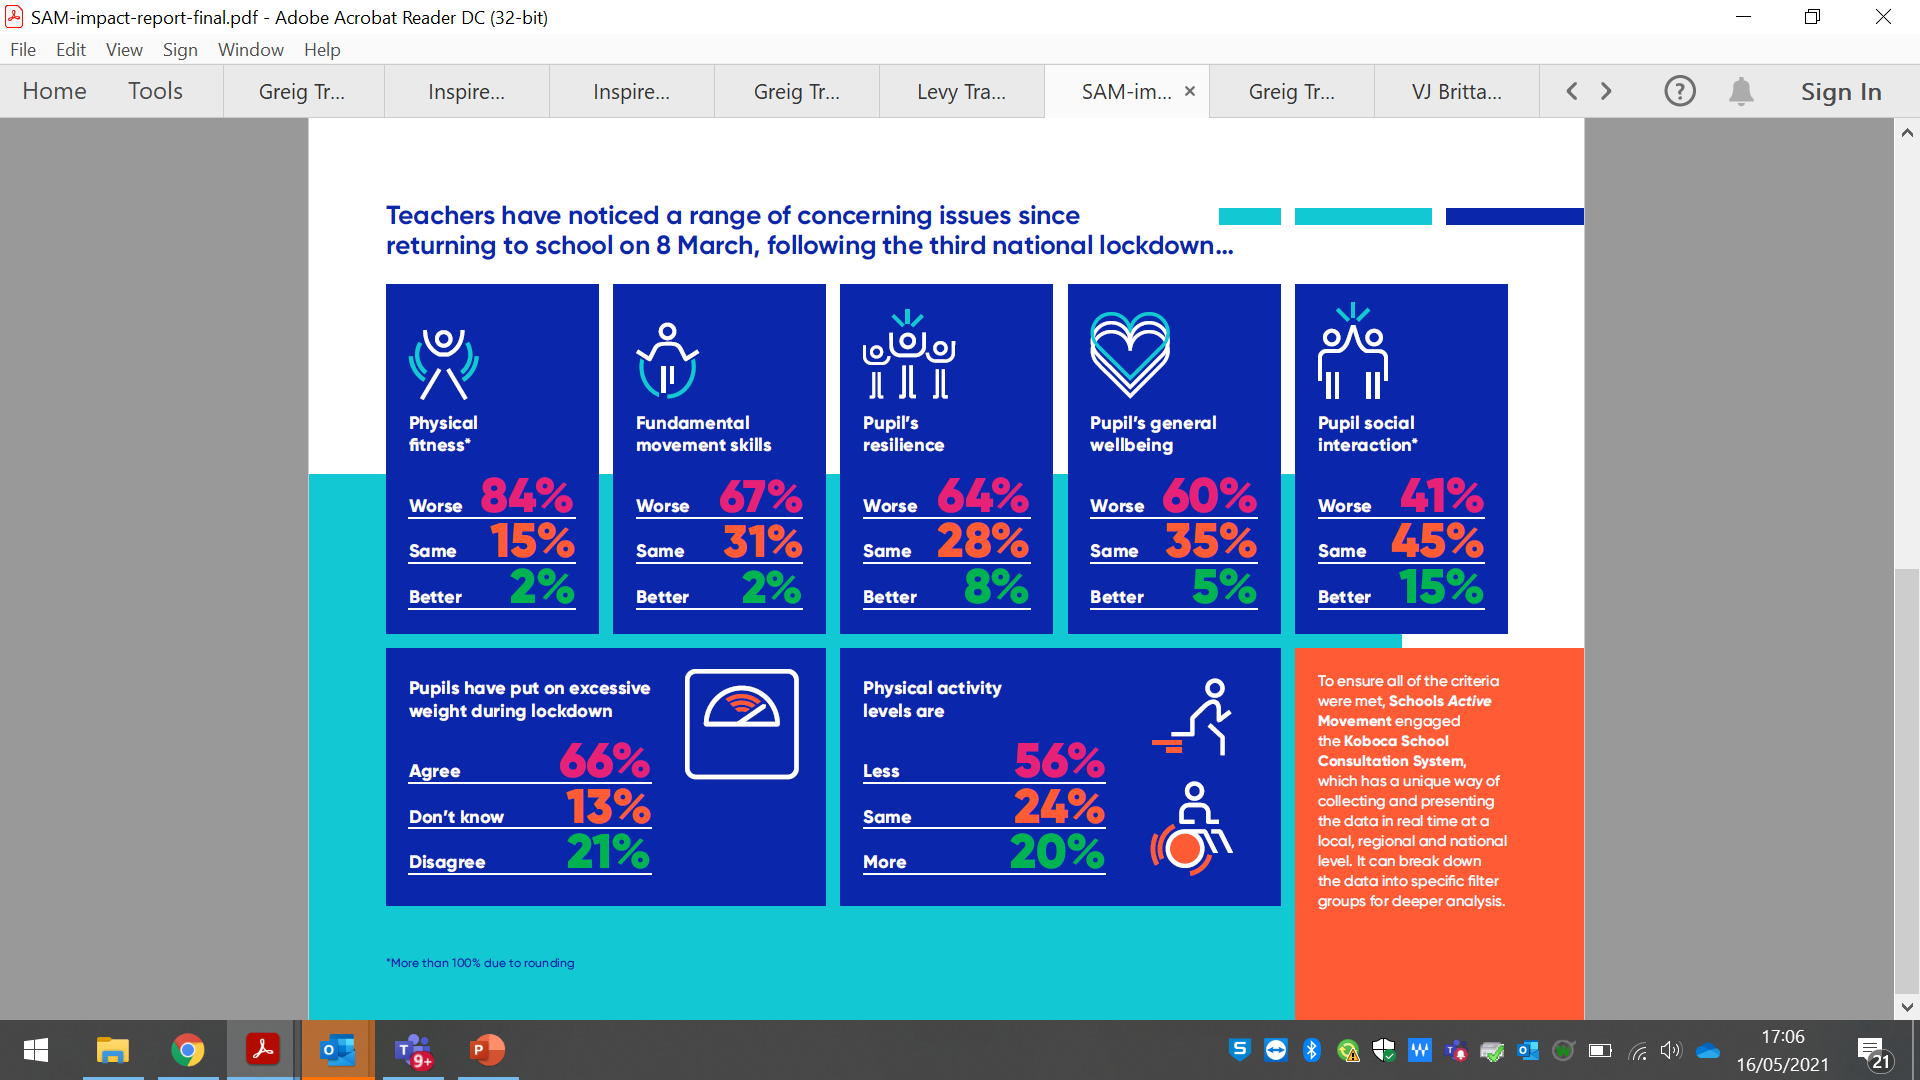 SAM-impact-report-final.pdf - Adobe Acrobat Reader DC (32-bit)
File Edit View Sign Window Help
Home Tools Greig Tr... Inspire... Inspire... Greig Tr... Levy Tra... SAM-im... × Greig Tr... VJ Britta... ? Sign In
Teachers have noticed a range of concerning issues since
returning to school on 8 March, following the third national lockdown...
Physical
fitness*
Worse 84%
Same 15%
Better 2%
Fundamental
movement skills
Worse 67%
Same 31%
Better 2%
Pupil's
resilience
Worse 64%
Same 28%
Better 8%
Pupil's general
wellbeing
Worse 60%
Same 35%
Better 5%
Pupil social
interaction*
Worse 41%
Same 45%
Better 15%
Pupils have put on excessive
weight during lockdown
Agree 66%
Don't know 13%
Disagree 21%
Physical activity
levels are
Less 56%
Same 24%
More 20%
To ensure all of the criteria
were met, Schools Active
Movement engaged
the Koboca School
Consultation System,
which has a unique way of
collecting and presenting
the data in real time at a
local, regional and national
level. It can break down
the data into specific filter
groups for deeper analysis.
*More than 100% due to rounding
9+
17:06
16/05/2021
21